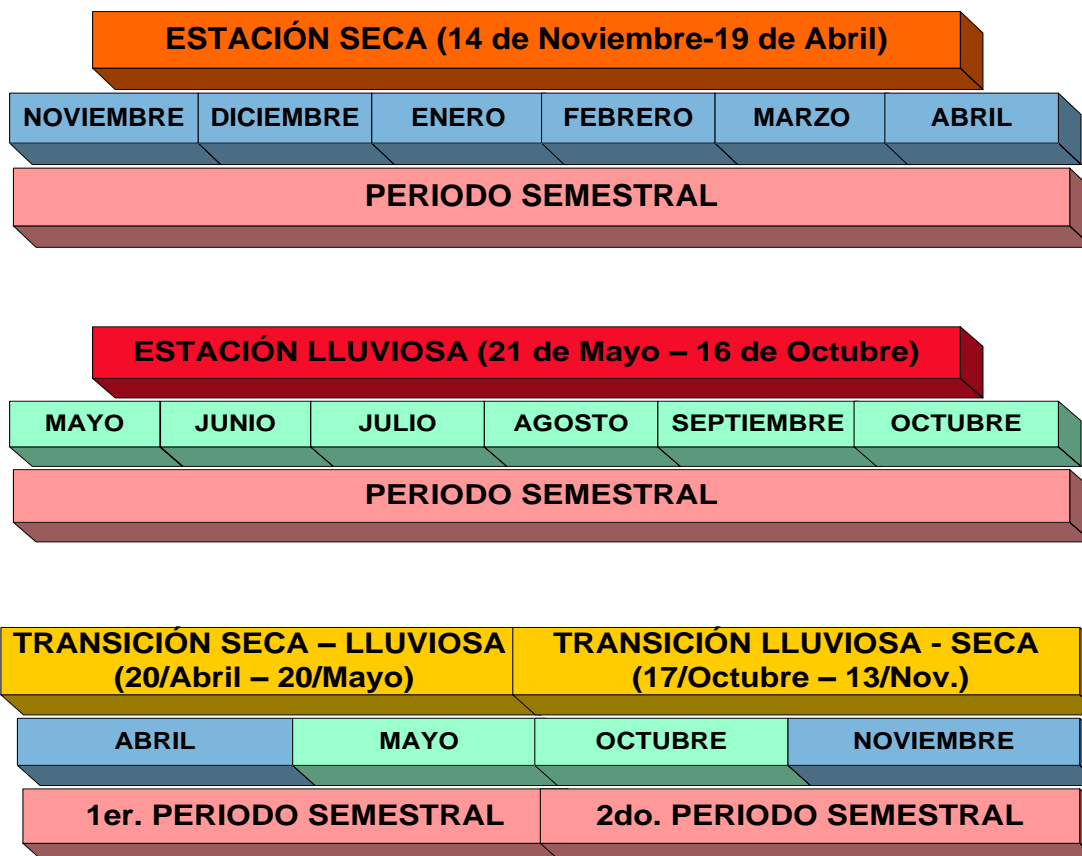 ESTACIÓN SECA (14 de Noviembre-19 de Abril)
NOVIEMBRE DICIEMBRE ENERO FEBRERO MARZO ABRIL
PERIODO SEMESTRAL
ESTACIÓN LLUVIOSA (21 de Mayo – 16 de Octubre)
MAYO JUNIO JULIO AGOSTO SEPTIEMBRE OCTUBRE
PERIODO SEMESTRAL
TRANSICIÓN SECA – LLUVIOSA
(20/Abril – 20/Mayo)
TRANSICIÓN LLUVIOSA - SECA
(17/Octubre – 13/Nov.)
ABRIL MAYO OCTUBRE NOVIEMBRE
1er. PERIODO SEMESTRAL 2do. PERIODO SEMESTRAL